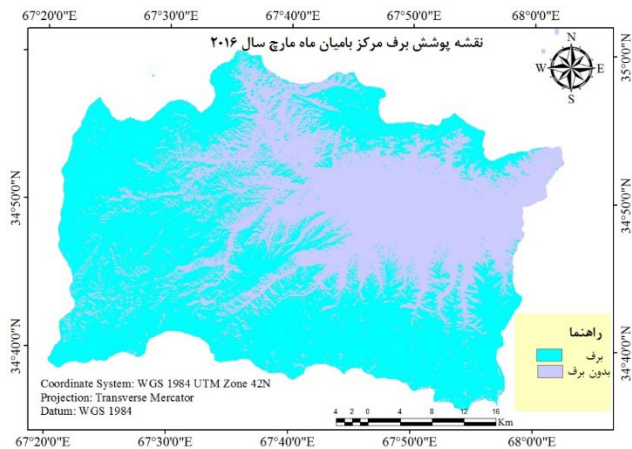 67°20'0"E 67°30'0"E 67°40'0"E 67°50'0"E 68°0'0"E
نقشه پوشش برف مرکز بامیان ماه مارچ سال ۲۰۱۶
N
W E
S
35°0'0"N
34°50'0"N 34°50'0"N
34°40'0"N 34°40'0"N
راهنما
برف
بدون برف
Coordinate System: WGS 1984 UTM Zone 42N
Projection: Transverse Mercator
Datum: WGS 1984
4 2 0 4 8 12 16
Km
67°20'0"E 67°30'0"E 67°40'0"E 67°50'0"E 68°0'0"E